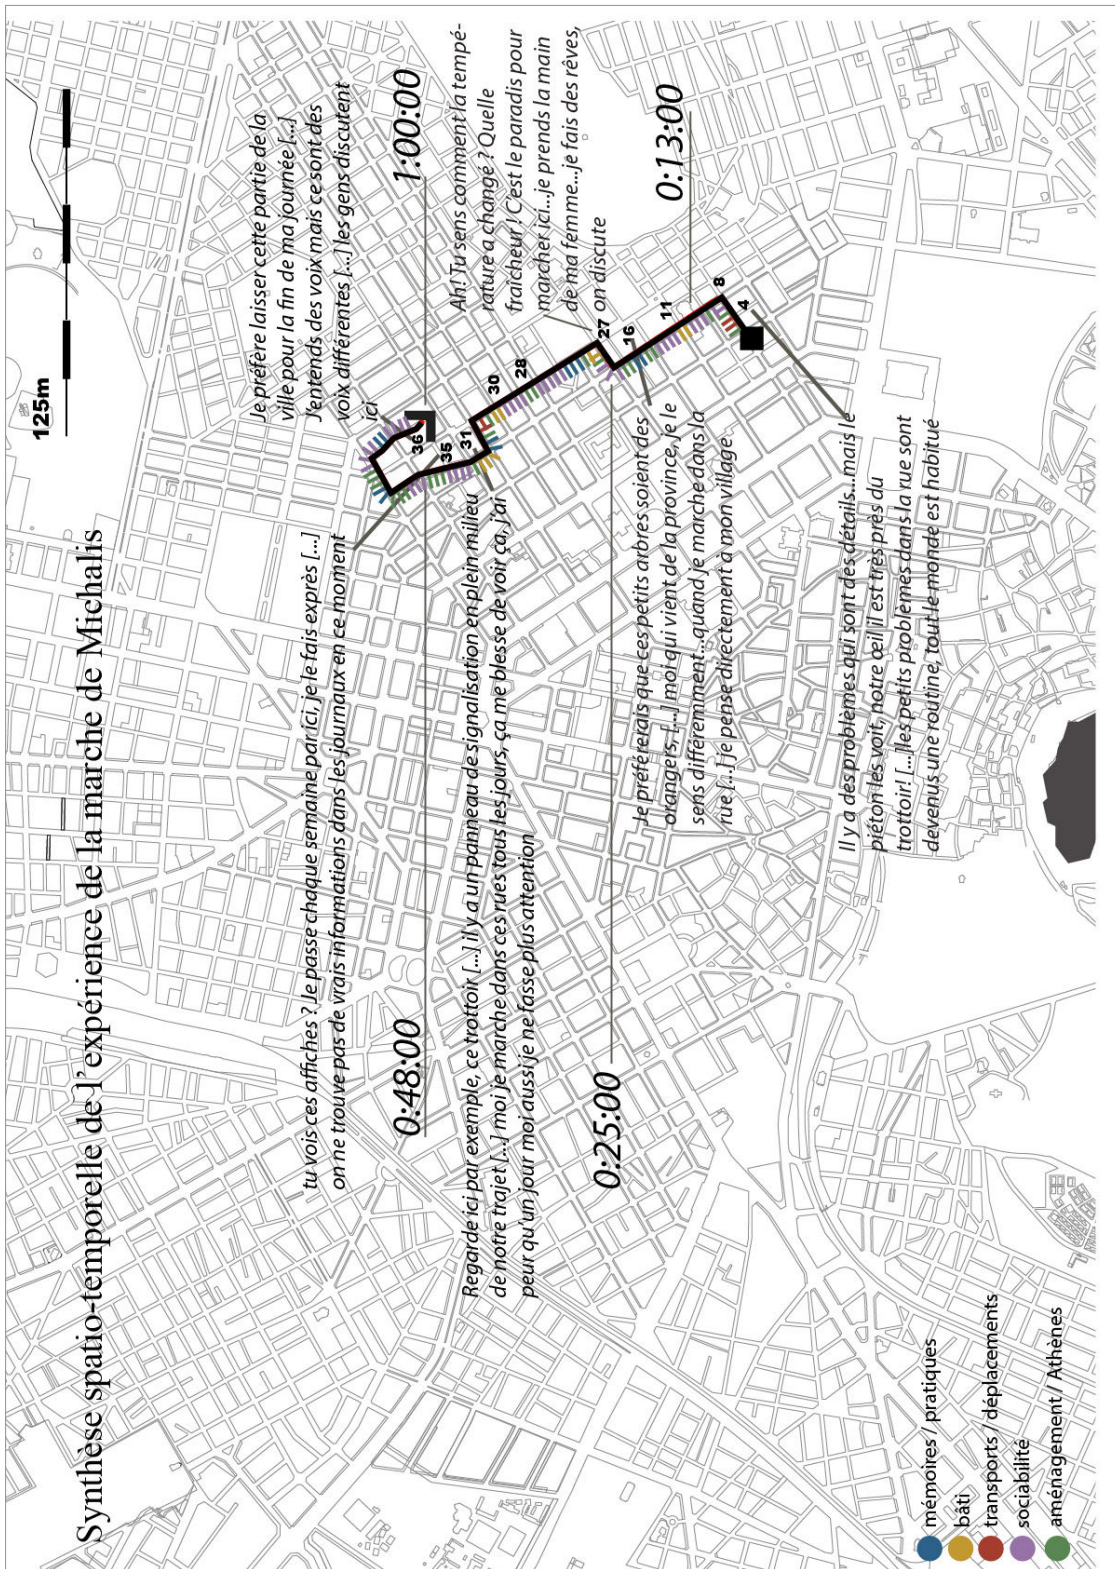 Synthèse spatio-temporelle de l'expérience de la marche de Michalis
125m
Je préfère laisser cette partie de la
ville pour la fin de ma journée [...]
J'entends des voix mais ce sont des
voix différentes [...] les gens discutent
ici
1:00:00
Ah! Tu sens comment la tempé-
rature a changé ? Quelle
fraicheur ! C'est le paradis pour
marcher ici...je prends la main
de ma femme...je fais des rêves,
on discute
0:13:00
tu vois ces affiches ? Je passe chaque semaine par ici, je le fais exprès [...]
on ne trouve pas de vrais informations dans les journaux en ce moment
0:48:00
Regarde ici par exemple, ce trottoir [...] il y a un panneau de signalisation en plein milieu
de notre trajet [...] moi je marche dans ces rues tous les jours, ça me blesse de voir ça, j'ai
peur qu'un jour moi aussi je ne fasse plus attention
0:25:00
Je préfèrerais que ces petits arbres soient des
orangers, [...] moi qui vient de la province, je le
sens différemment...quand je marche dans la
rue [...] je pense directement à mon village
Il y a des problèmes qui sont des détails...mais le
piéton les voit, notre œil il est très près du
trottoir! [...] les petits problèmes dans la rue sont
devenus une routine, tout le monde est habitué
36
35
31
30
28
27
16
11
8
4
mémoires / pratiques
bâti
transports / déplacements
sociabilité
aménagement / Athènes